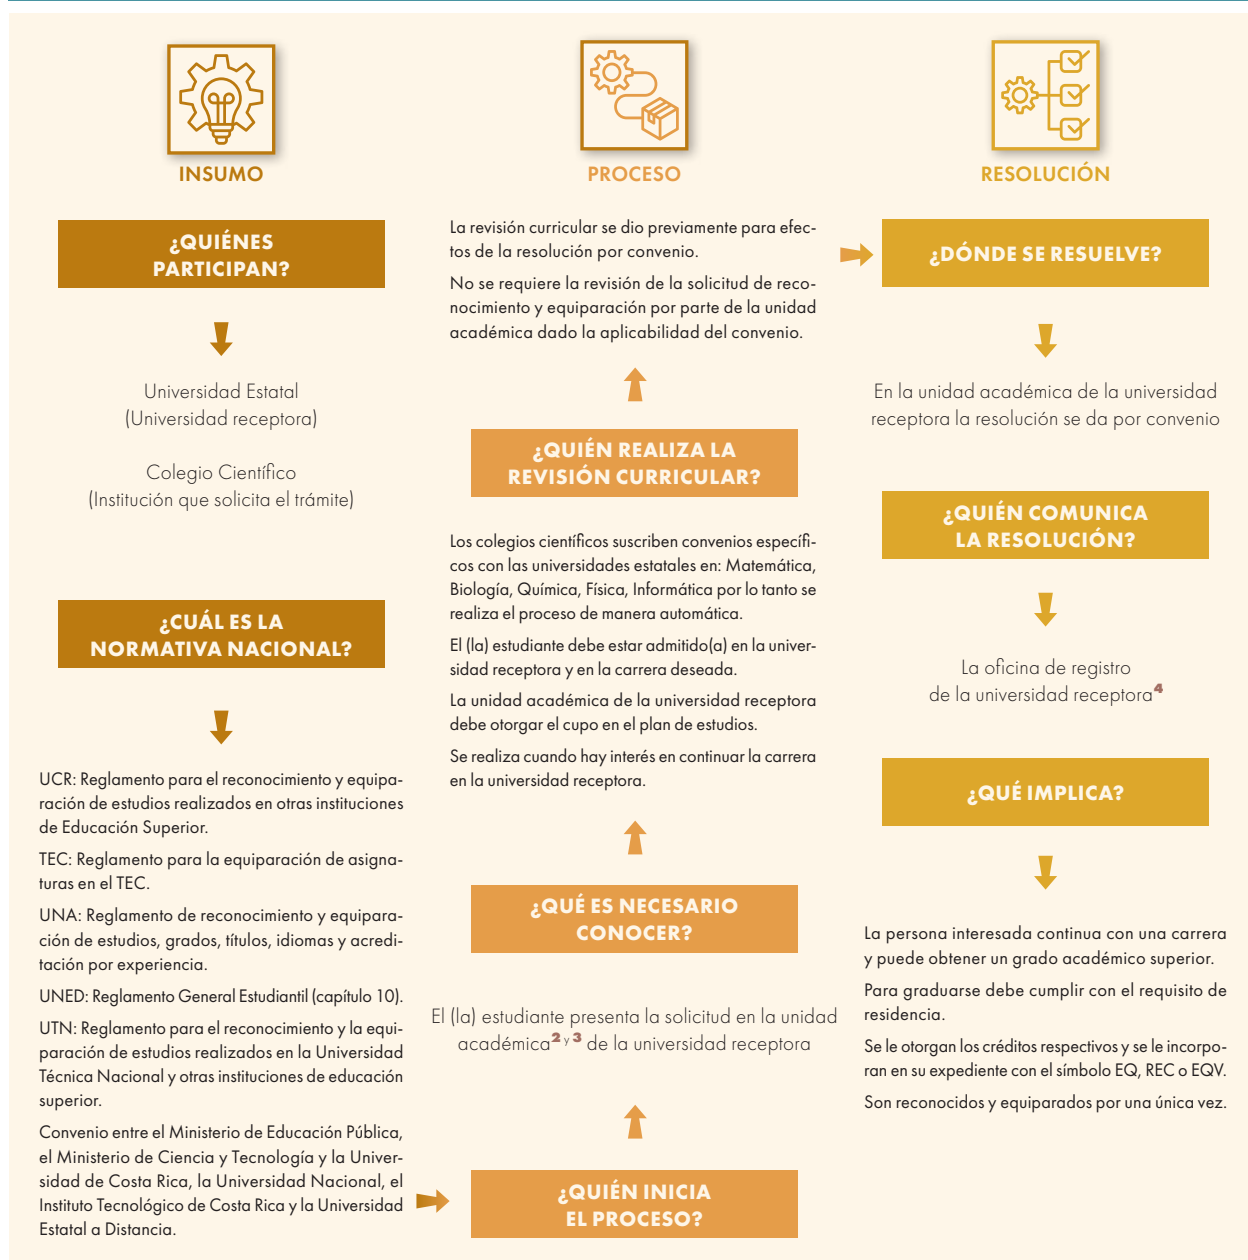 INSUMO
¿QUIÉNES
PARTICIPAN?
Universidad Estatal
(Universidad receptora)
Colegio Científico
(Institución que solicita el trámite)
¿CUÁL ES LA
NORMATIVA NACIONAL?
UCR: Reglamento para el reconocimiento y equipa-
ración de estudios realizados en otras instituciones
de Educación Superior.
TEC: Reglamento para la equiparación de asigna-
turas en el TEC.
UNA: Reglamento de reconocimiento y equipara-
ción de estudios, grados, títulos, idiomas y acredi-
tación por experiencia.
UNED: Reglamento General Estudiantil (capítulo 10).
UTN: Reglamento para el reconocimiento y la equi-
paración de estudios realizados en la Universidad
Técnica Nacional y otras instituciones de educación
superior.
Convenio entre el Ministerio de Educación Pública,
el Ministerio de Ciencia y Tecnología y la Univer-
sidad de Costa Rica, la Universidad Nacional, el
Instituto Tecnológico de Costa Rica y la Universidad
Estatal a Distancia.
PROCESO
La revisión curricular se dio previamente para efec-
tos de la resolución por convenio.
No se requiere la revisión de la solicitud de reco-
nocimiento y equiparación por parte de la unidad
académica dado la aplicabilidad del convenio.
¿QUIÉN REALIZA LA
REVISIÓN CURRICULAR?
Los colegios científicos suscriben convenios específi-
cos con las universidades estatales en: Matemática,
Biología, Química, Física, Informática por lo tanto se
realiza el proceso de manera automática.
El (la) estudiante debe estar admitido(a) en la univer-
sidad receptora y en la carrera deseada.
La unidad académica de la universidad receptora
debe otorgar el cupo en el plan de estudios.
Se realiza cuando hay interés en continuar la carrera
en la universidad receptora.
¿QUÉ ES NECESARIO
CONOCER?
El (la) estudiante presenta la solicitud en la unidad
académica2 y 3 de la universidad receptora
¿QUIÉN INICIA
EL PROCESO?
RESOLUCIÓN
¿DÓNDE SE RESUELVE?
En la unidad académica de la universidad
receptora la resolución se da por convenio
¿QUIÉN COMUNICA
LA RESOLUCIÓN?
La oficina de registro
de la universidad receptora4
¿QUÉ IMPLICA?
La persona interesada continua con una carrera
y puede obtener un grado académico superior.
Para graduarse debe cumplir con el requisito de
residencia.
Se le otorgan los créditos respectivos y se le incorpo-
ran en su expediente con el símbolo EQ, REC o EQV.
Son reconocidos y equiparados por una única vez.